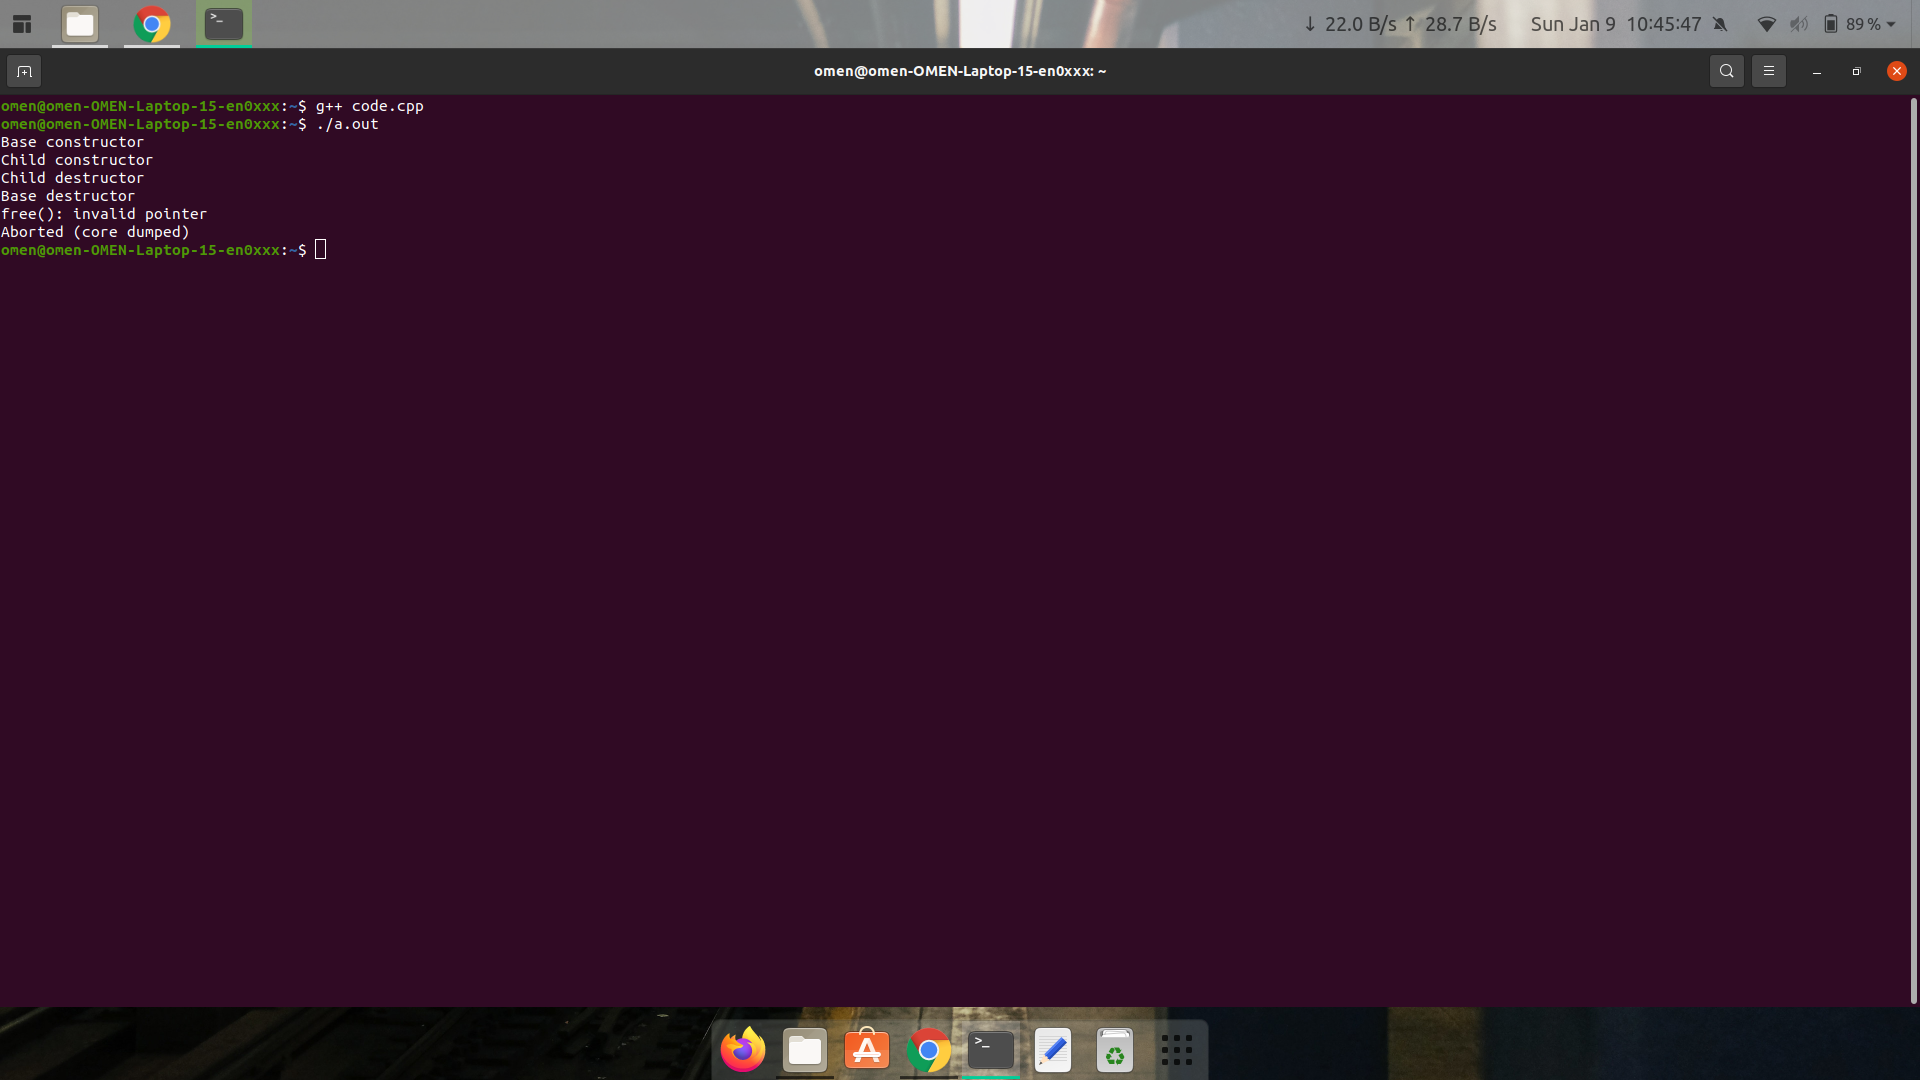 ↓ 22.0 B/s ↑ 28.7 B/s Sun Jan 9 10:45:47 89 %
omen@omen-OMEN-Laptop-15-en0xxx: ~
omen@omen-OMEN-Laptop-15-en0xxx:~$ g++ code.cpp
omen@omen-OMEN-Laptop-15-en0xxx:~$ ./a.out
Base constructor
Child constructor
Child destructor
Base destructor
free(): invalid pointer
Aborted (core dumped)
omen@omen-OMEN-Laptop-15-en0xxx:~$